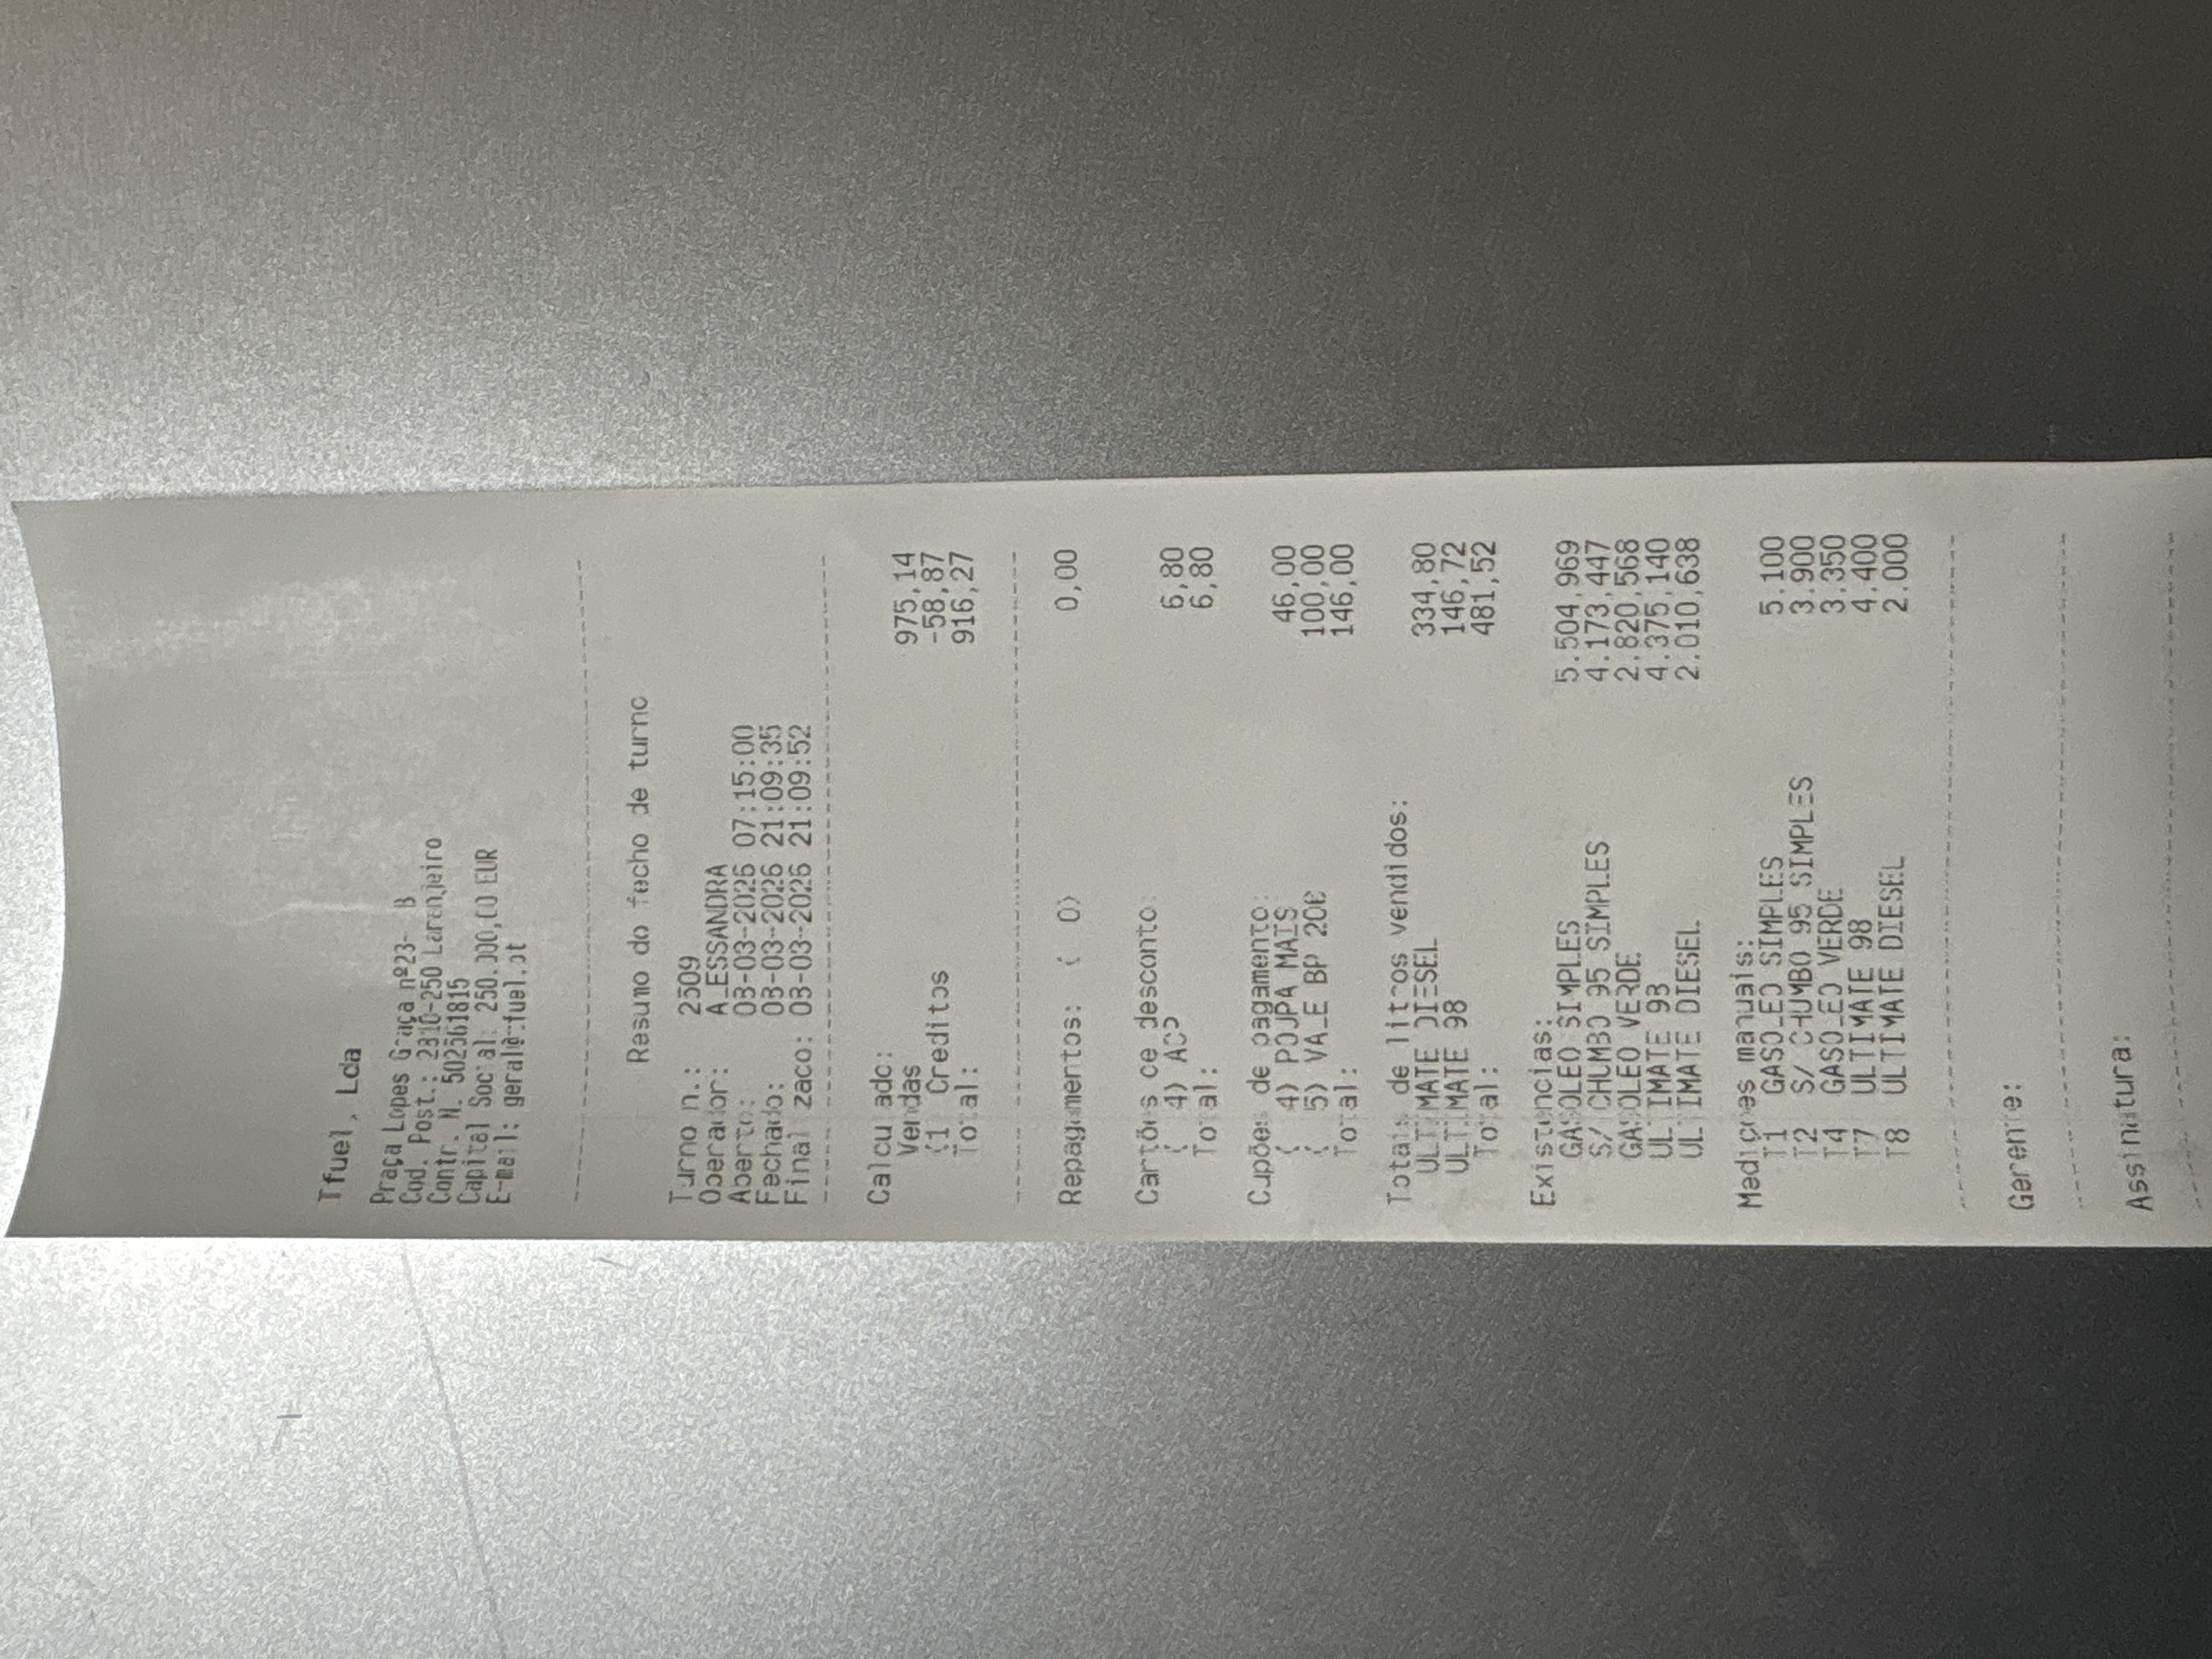 Tfuel, Lda
Praça Lopes Graça nº23- B
Cod. Post.: 2810-250 Laranjeiro
Contr. N. 502561815
Capital Social: 250.000,00 EUR
E-mail: geral@tfuel.pt
Resumo do fecho de turno
Turno n.: 2509
Operador: ALESSANDRA
Aberto: 03-03-2026 07:15:00
Fechado: 03-03-2026 21:09:35
Finalizado: 03-03-2026 21:09:52
Calculado:
Vendas 975,14
(1 Creditos -58,87
Total: 916,27
Repagamentos: ( 0) 0,00
Cartões de desconto:
( 4) ACP 6,80
Total: 6,80
Cupões de pagamento:
( 4) POUPA MAIS 46,00
( 5) VALE BP 20€ 100,00
Total: 146,00
Totais de litros vendidos:
ULTIMATE DIESEL 334,80
ULTIMATE 98 146,72
Total: 481,52
Existências:
GASOLEO SIMPLES 5.504,969
S/ CHUMBO 95 SIMPLES 4.173,447
GASOLEO VERDE 2.820,568
ULTIMATE 98 4.375,140
ULTIMATE DIESEL 2.010,638
Medições manuais:
T1 GASOLEO SIMPLES 5.100
T2 S/ CHUMBO 95 SIMPLES 3.900
T4 GASOLEO VERDE 3.350
T7 ULTIMATE 98 4.400
T8 ULTIMATE DIESEL 2.000
Gerente:
Assinatura: